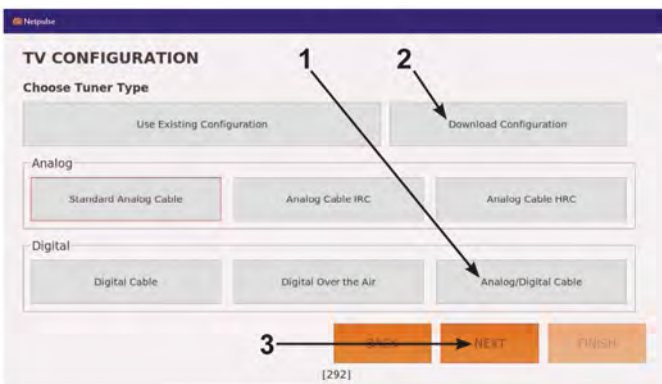 Netpulse
TV CONFIGURATION
1
2
Choose Tuner Type
Use Existing Configuration
Download Configuration
Analog
Standard Analog Cable
Analog Cable IRC
Analog Cable HRC
Digital
Digital Cable
Digital Over the Air
Analog/Digital Cable
3
BACK
NEXT
FINISH
[292]